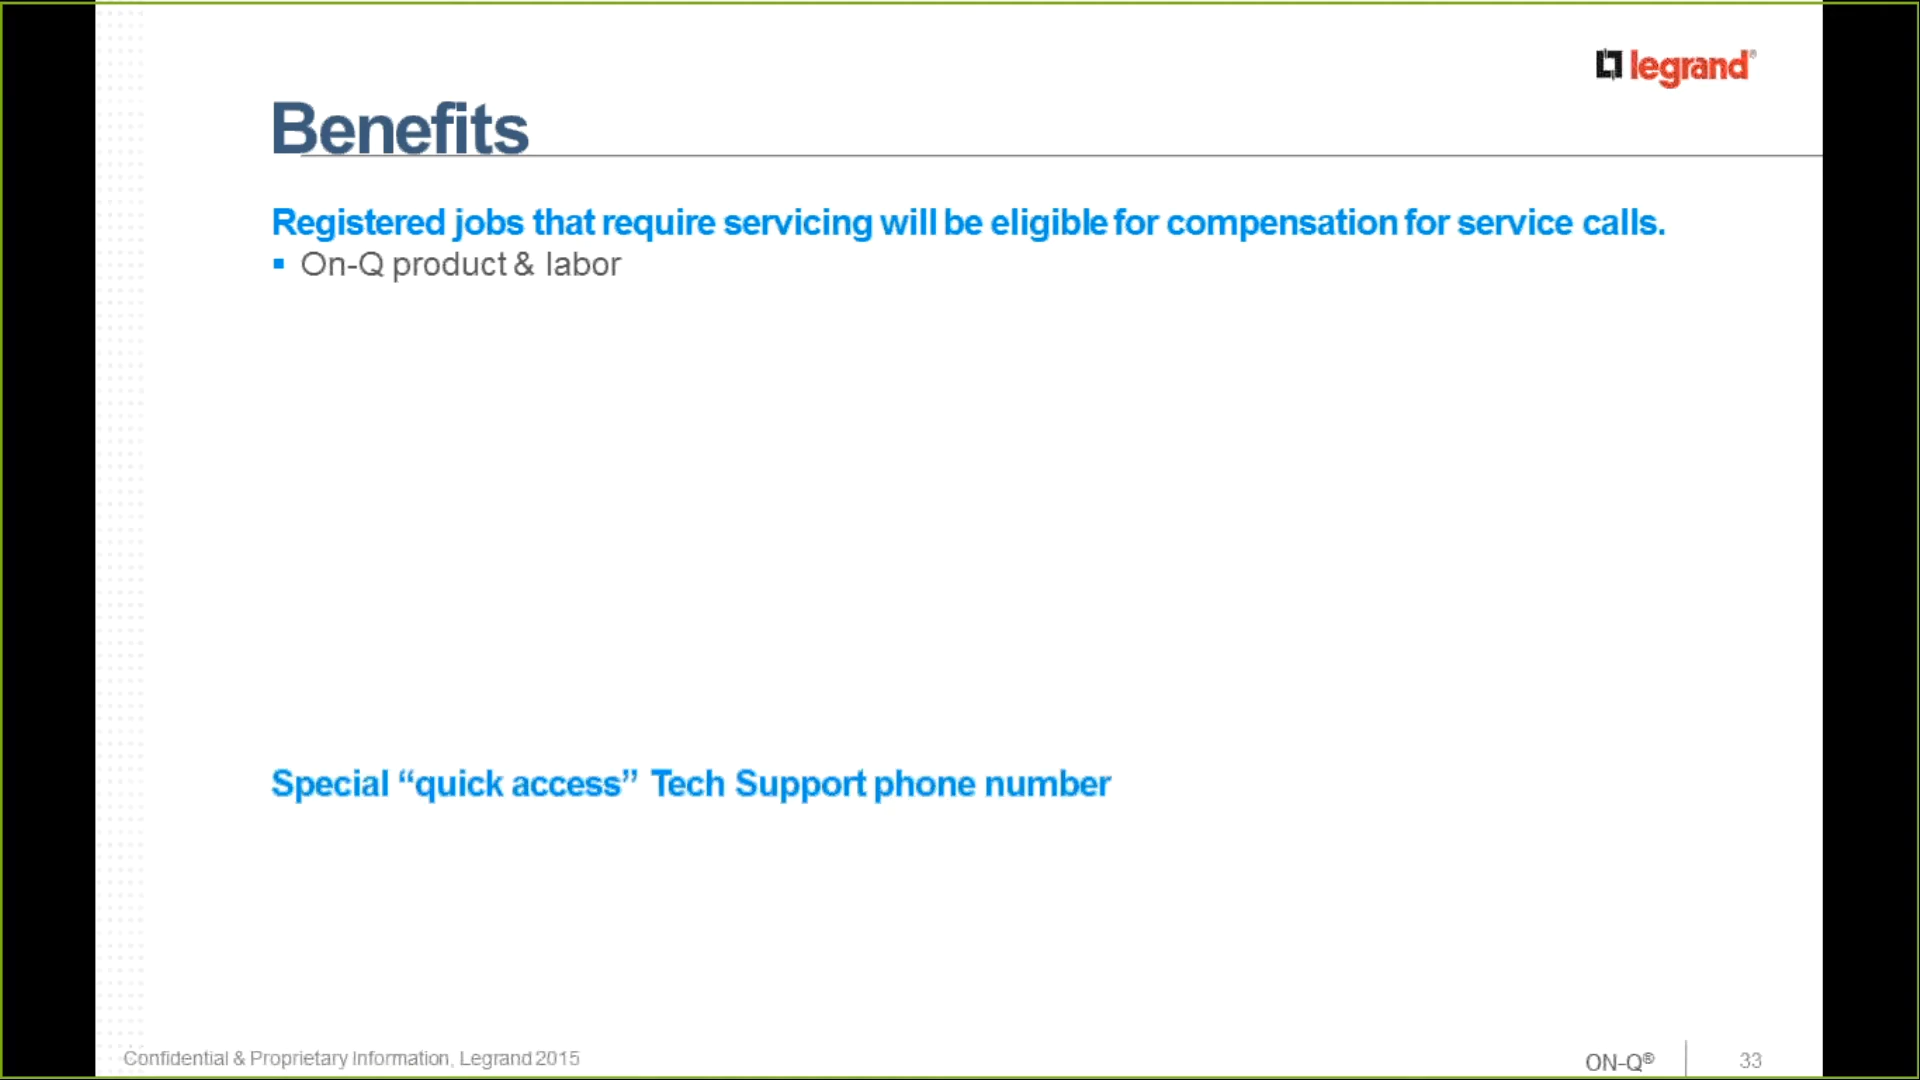 legrand®
Benefits
Registered jobs that require servicing will be eligible for compensation for service calls.
▪ On-Q product & labor
Special “quick access” Tech Support phone number
Confidential & Proprietary Information, Legrand 2015
ON-Q®
33